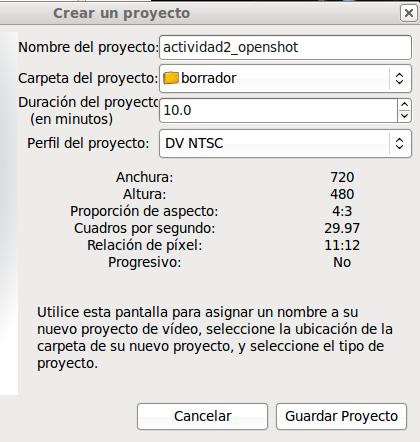 Crear un proyecto
Nombre del proyecto: actividad2_openshot
Carpeta del proyecto: borrador
Duración del proyecto
(en minutos) 10.0
Perfil del proyecto: DV NTSC
Anchura: 720
Altura: 480
Proporción de aspecto: 4:3
Cuadros por segundo: 29.97
Relación de píxel: 11:12
Progresivo: No
Utilice esta pantalla para asignar un nombre a su
nuevo proyecto de vídeo, seleccione la ubicación de la
carpeta de su nuevo proyecto, y seleccione el tipo de
proyecto.
Cancelar Guardar Proyecto